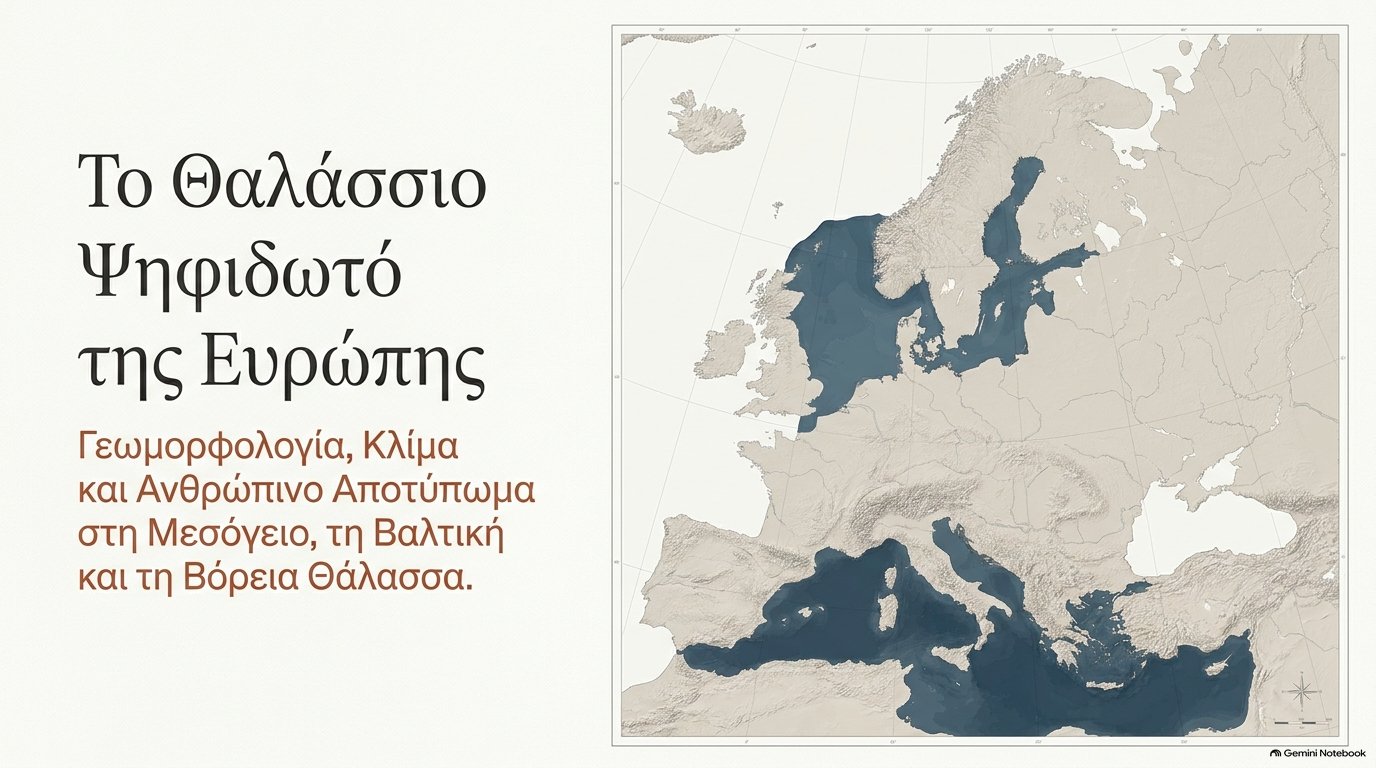 Το Θαλάσσιο
Ψηφιδωτό
της Ευρώπης
Γεωμορφολογία, Κλίμα
και Ανθρώπινο Αποτύπωμα
στη Μεσόγειο, τη Βαλτική
και τη Βόρεια Θάλασσα.
Gemini Notebook